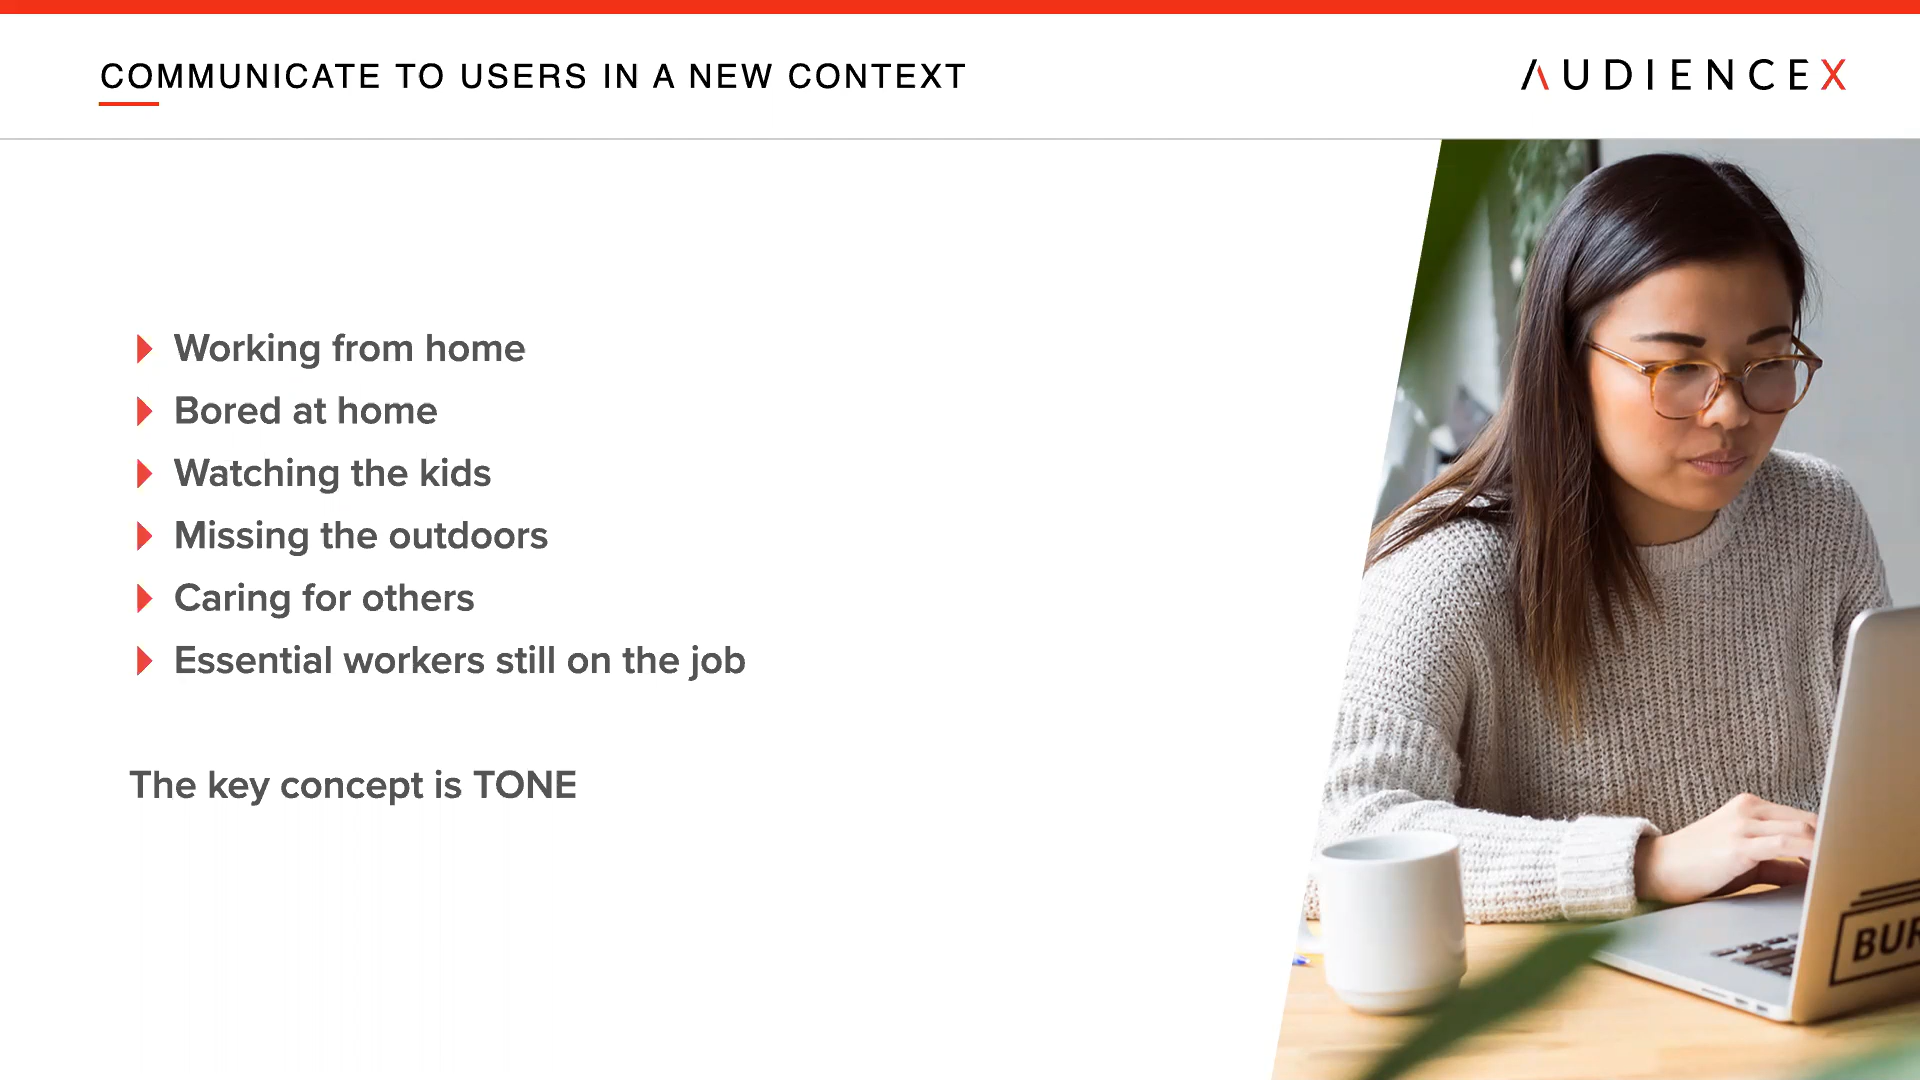 COMMUNICATE TO USERS IN A NEW CONTEXT
AUDIENCEX
Working from home
Bored at home
Watching the kids
Missing the outdoors
Caring for others
Essential workers still on the job
The key concept is TONE